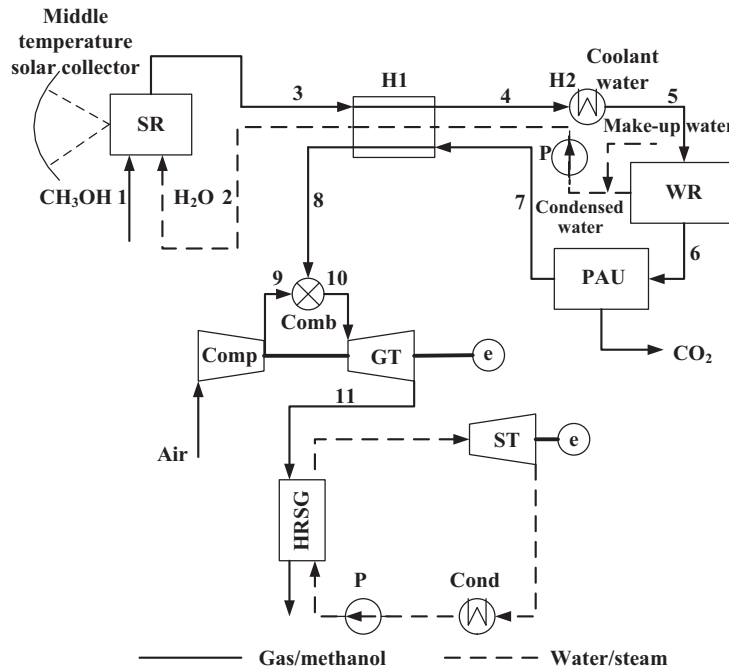 Middle
temperature
solar collector
SR
CH₃OH 1
H₂O 2
3
H1
4
H2
Coolant
water
5
Make-up water
P
WR
Condensed
water
6
7
PAU
CO₂
8
9
10
Comb
Comp
GT
e
Air
11
ST
e
HRSG
P
Cond
Gas/methanol
Water/steam